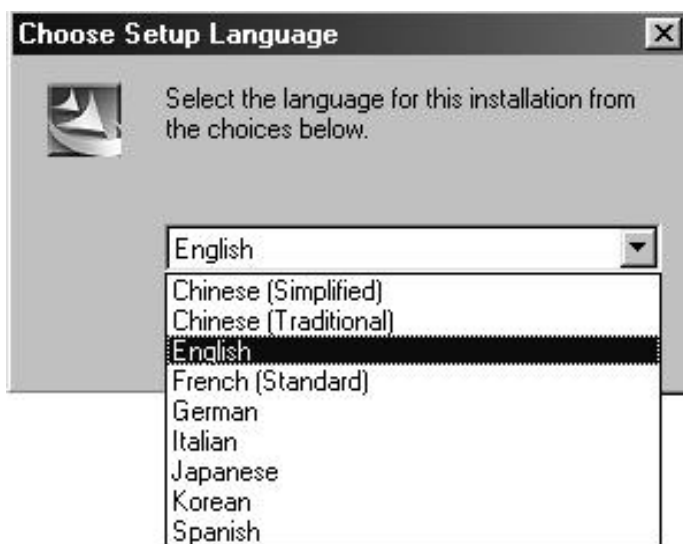 Choose Setup Language
Select the language for this installation from
the choices below.
English
Chinese (Simplified)
Chinese (Traditional)
English
French (Standard)
German
Italian
Japanese
Korean
Spanish